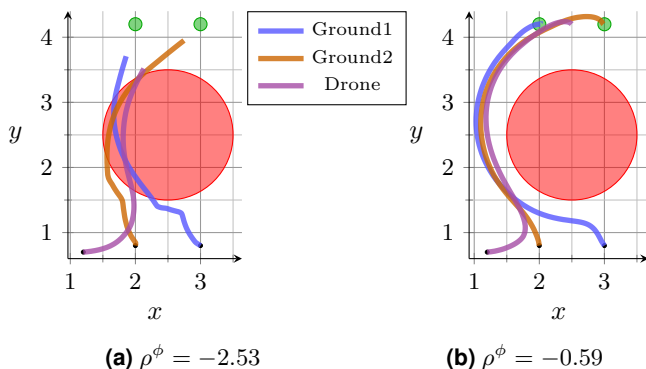 Ground1
Ground2
Drone
4
3
2
1
y
2
3
x
4
3
2
1
y
1
2
3
x
(a) ρ^ϕ = −2.53
(b) ρ^ϕ = −0.59